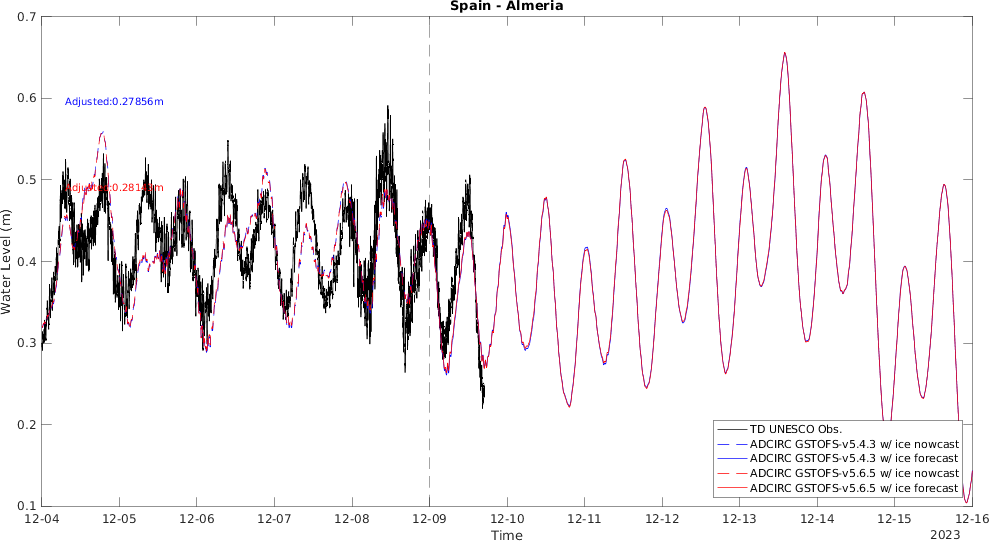 Spain - Almeria
0.7
0.6
0.5
0.4
0.3
0.2
0.1
Water Level (m)
Adjusted:0.27856m
12-04
12-05
12-06
12-07
12-08
12-09
12-10
12-11
12-12
12-13
12-14
12-15
12-16
Time
2023
TD UNESCO Obs.
ADCIRC GSTOFS-v5.4.3 w/ ice nowcast
ADCIRC GSTOFS-v5.4.3 w/ ice forecast
ADCIRC GSTOFS-v5.6.5 w/ ice nowcast
ADCIRC GSTOFS-v5.6.5 w/ ice forecast